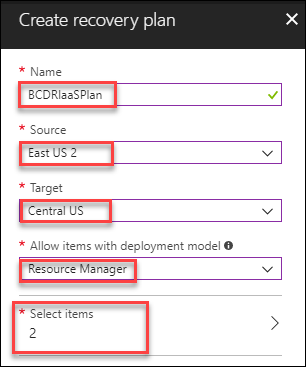 Create recovery plan
* Name
BCDRIaaSPlan
* Source
East US 2
* Target
Central US
* Allow items with deployment model
Resource Manager
* Select items
2